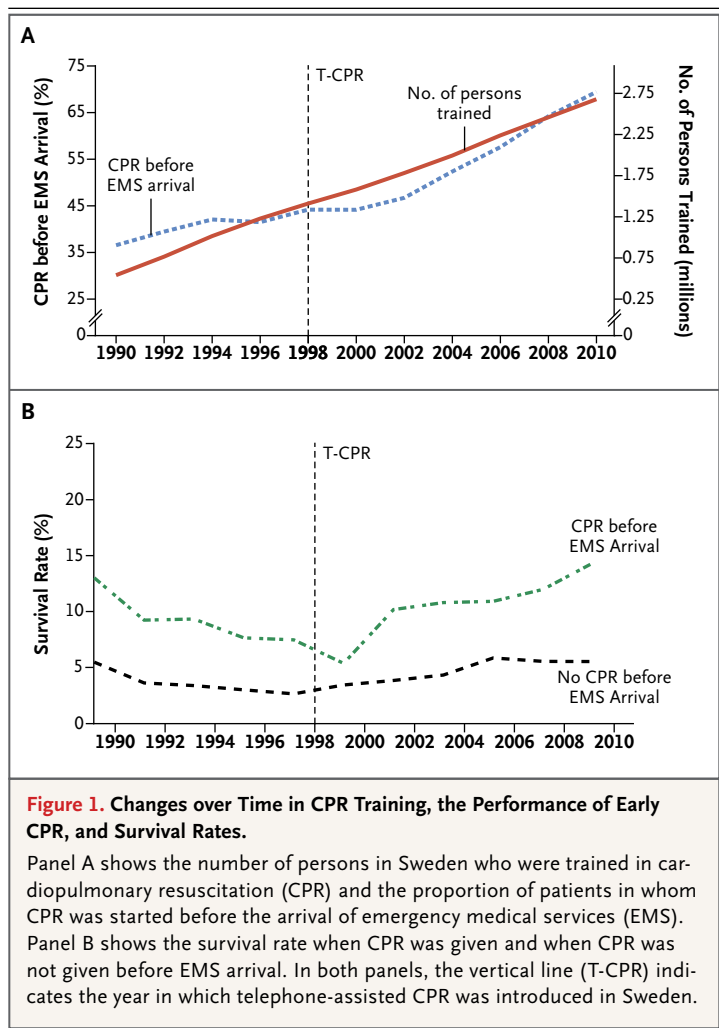 A
75
65
55
45
35
25
0
CPR before EMS Arrival (%)
T-CPR
No. of persons
trained
CPR before
EMS arrival
2.75
2.25
1.75
1.25
0.75
0.25
0
No. of Persons Trained (millions)
1990 1992 1994 1996 1998 2000 2002 2004 2006 2008 2010
B
25
20
15
10
5
0
Survival Rate (%)
T-CPR
CPR before
EMS Arrival
No CPR before
EMS Arrival
1990 1992 1994 1996 1998 2000 2002 2004 2006 2008 2010
Figure 1. Changes over Time in CPR Training, the Performance of Early
CPR, and Survival Rates.
Panel A shows the number of persons in Sweden who were trained in car-
diopulmonary resuscitation (CPR) and the proportion of patients in whom
CPR was started before the arrival of emergency medical services (EMS).
Panel B shows the survival rate when CPR was given and when CPR was
not given before EMS arrival. In both panels, the vertical line (T-CPR) indi-
cates the year in which telephone-assisted CPR was introduced in Sweden.